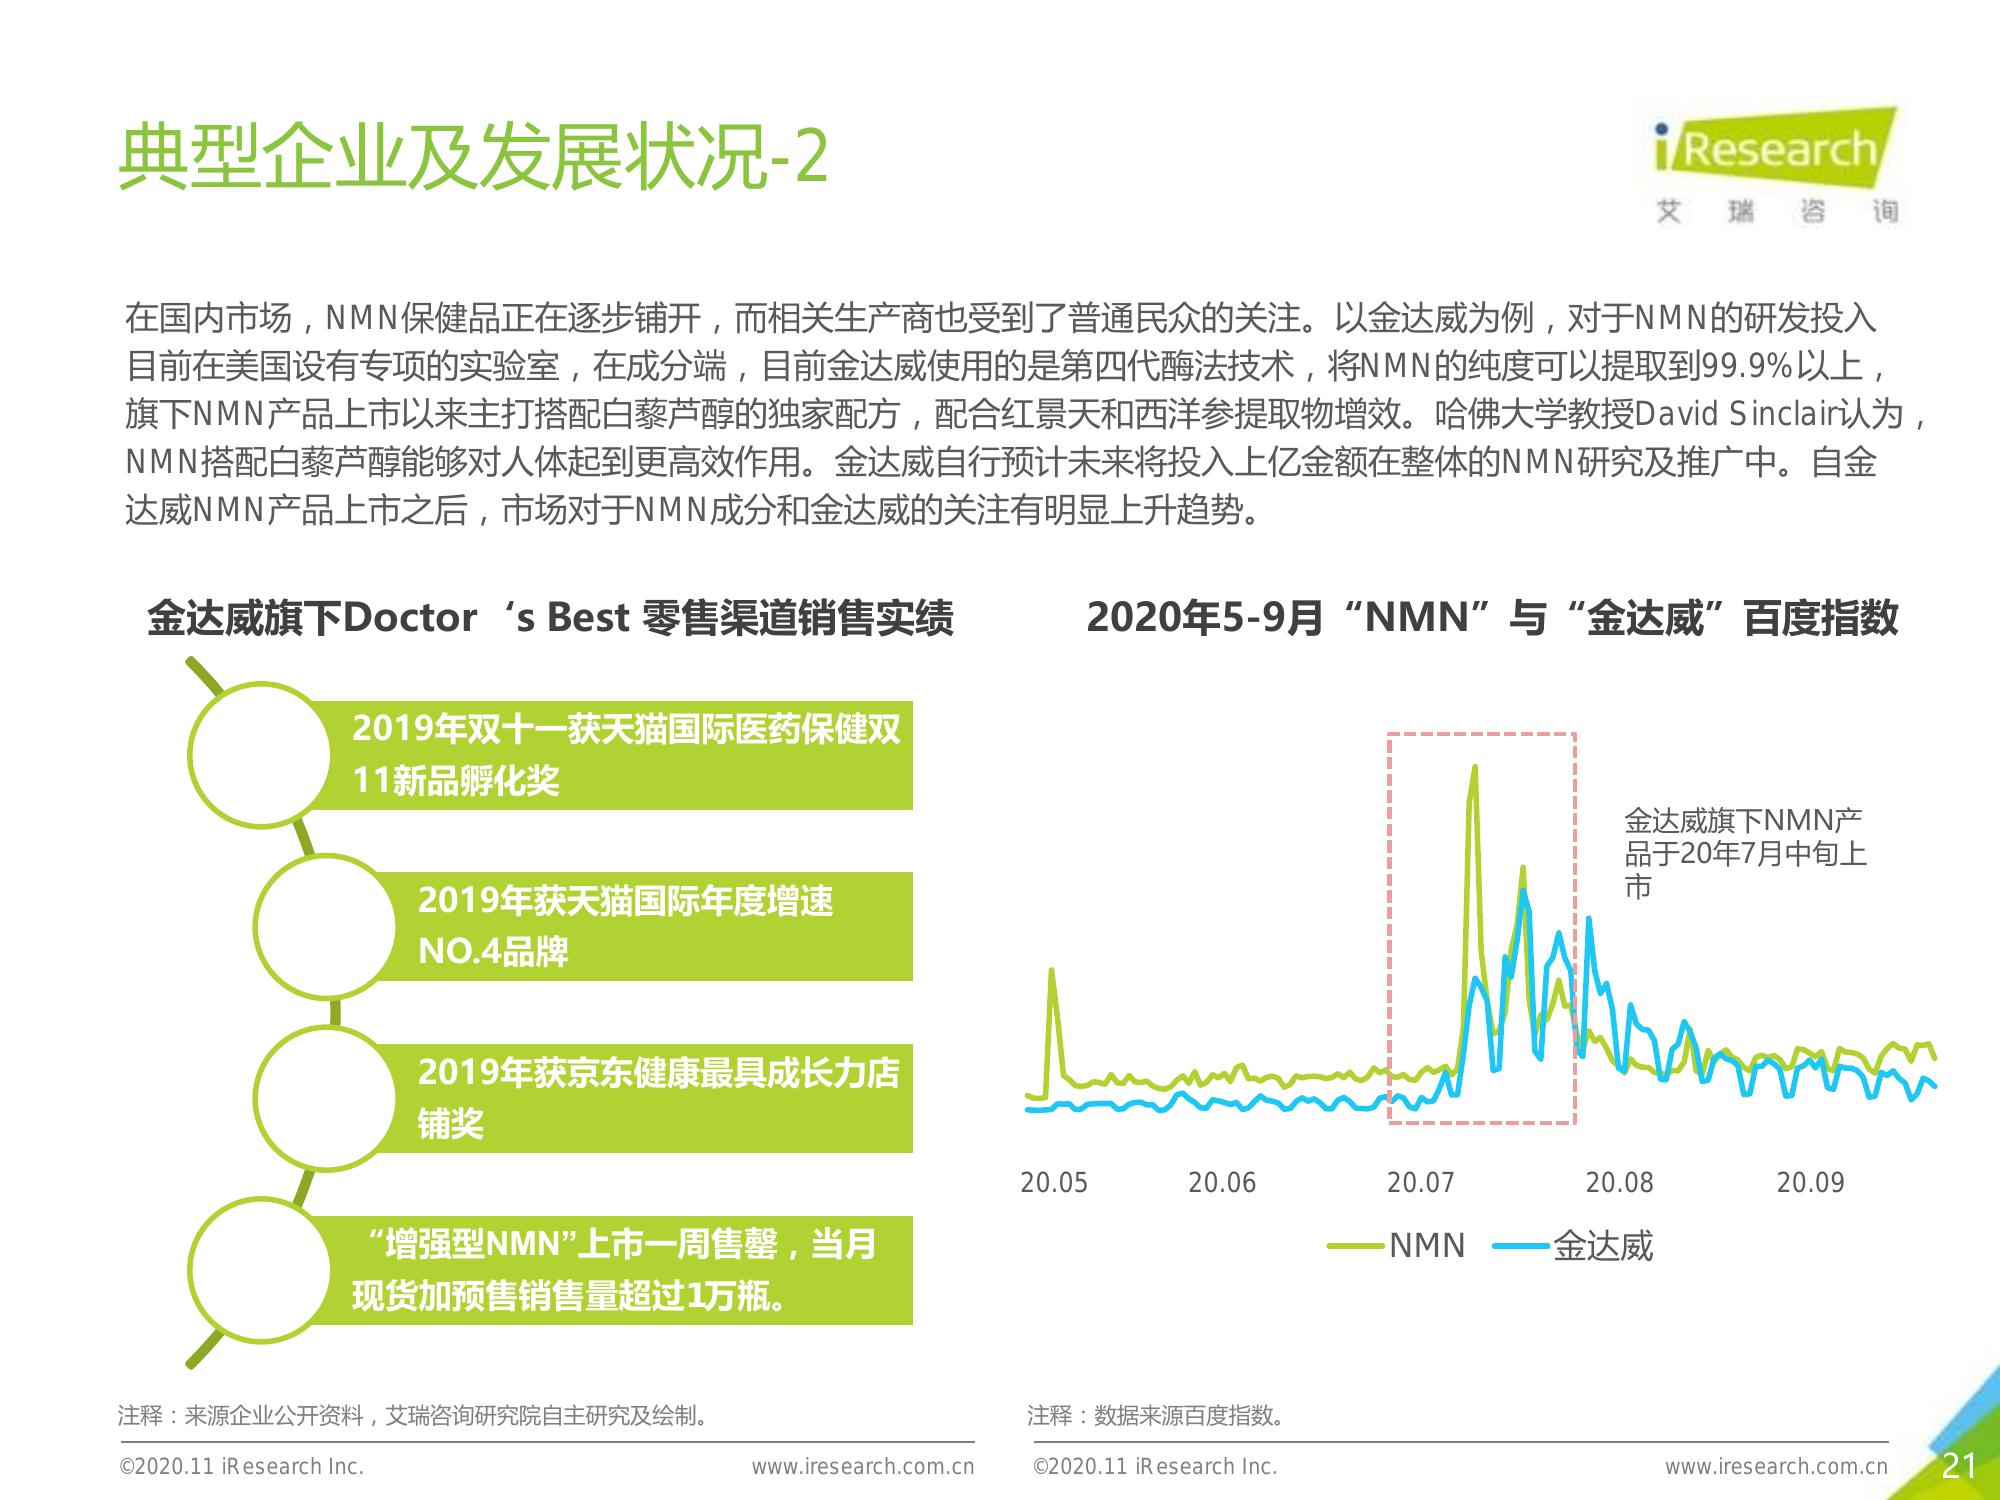 典型企业及发展状况-2
iResearch
艾 瑞 咨 询
在国内市场，NMN保健品正在逐步铺开，而相关生产商也受到了普通民众的关注。以金达威为例，对于NMN的研发投入
目前在美国设有专项的实验室，在成分端，目前金达威使用的是第四代酶法技术，将NMN的纯度可以提取到99.9%以上，
旗下NMN产品上市以来主打搭配白藜芦醇的独家配方，配合红景天和西洋参提取物增效。哈佛大学教授David Sinclair认为，
NMN搭配白藜芦醇能够对人体起到更高效作用。金达威自行预计未来将投入上亿金额在整体的NMN研究及推广中。自金
达威NMN产品上市之后，市场对于NMN成分和金达威的关注有明显上升趋势。
金达威旗下Doctor‘s Best 零售渠道销售实绩
2019年双十一获天猫国际医药保健双
11新品孵化奖
2019年获天猫国际年度增速
NO.4品牌
2019年获京东健康最具成长力店
铺奖
“增强型NMN”上市一周售罄，当月
现货加预售销售量超过1万瓶。
2020年5-9月“NMN”与“金达威”百度指数
金达威旗下NMN产
品于20年7月中旬上
市
20.05 20.06 20.07 20.08 20.09
NMN 金达威
注释：来源企业公开资料，艾瑞咨询研究院自主研究及绘制。
注释：数据来源百度指数。
©2020.11 iResearch Inc. www.iresearch.com.cn
©2020.11 iResearch Inc. www.iresearch.com.cn
21